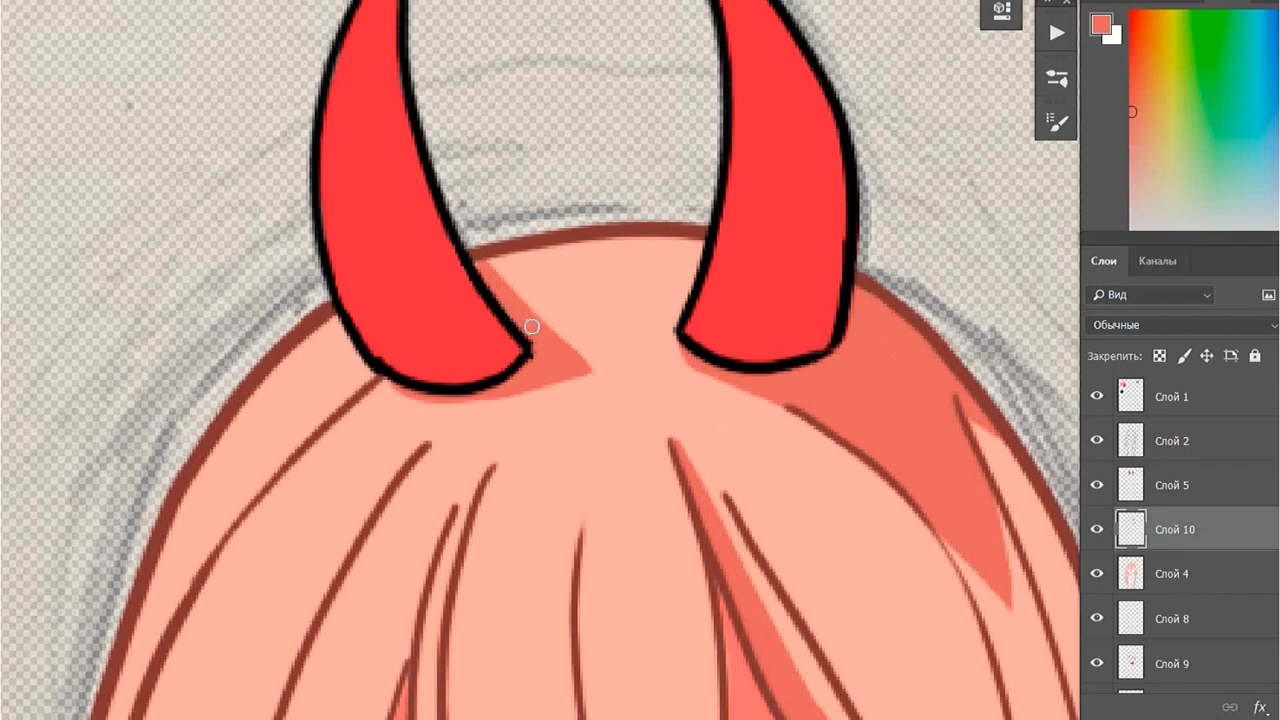 Слои Каналы
Вид
Обычные
Закрепить:
Слой 1
Слой 2
Слой 5
Слой 10
Слой 4
Слой 8
Слой 9
fx